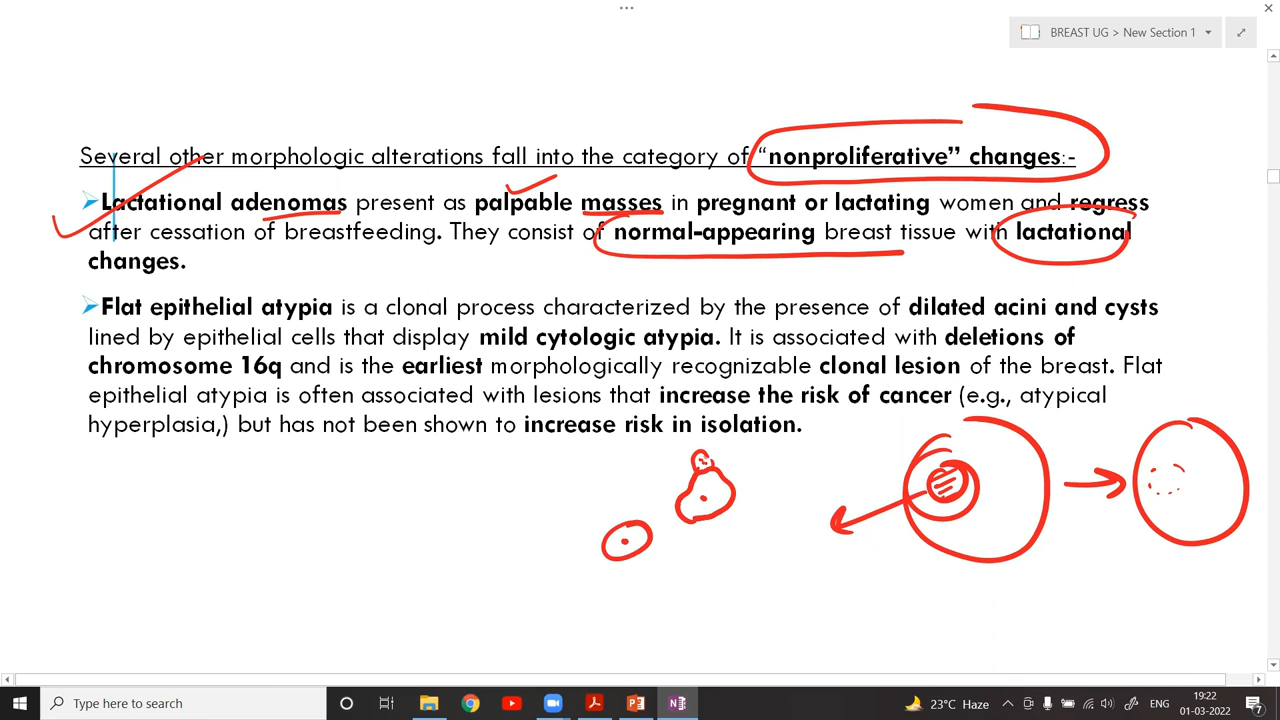 BREAST UG > New Section 1
Several other morphologic alterations fall into the category of “nonproliferative” changes:-
Lactational adenomas present as palpable masses in pregnant or lactating women and regress
after cessation of breastfeeding. They consist of normal-appearing breast tissue with lactational
changes.
Flat epithelial atypia is a clonal process characterized by the presence of dilated acini and cysts
lined by epithelial cells that display mild cytologic atypia. It is associated with deletions of
chromosome 16q and is the earliest morphologically recognizable clonal lesion of the breast. Flat
epithelial atypia is often associated with lesions that increase the risk of cancer (e.g., atypical
hyperplasia,) but has not been shown to increase risk in isolation.
Type here to search
23°C Haze
ENG
19:22
01-03-2022
7